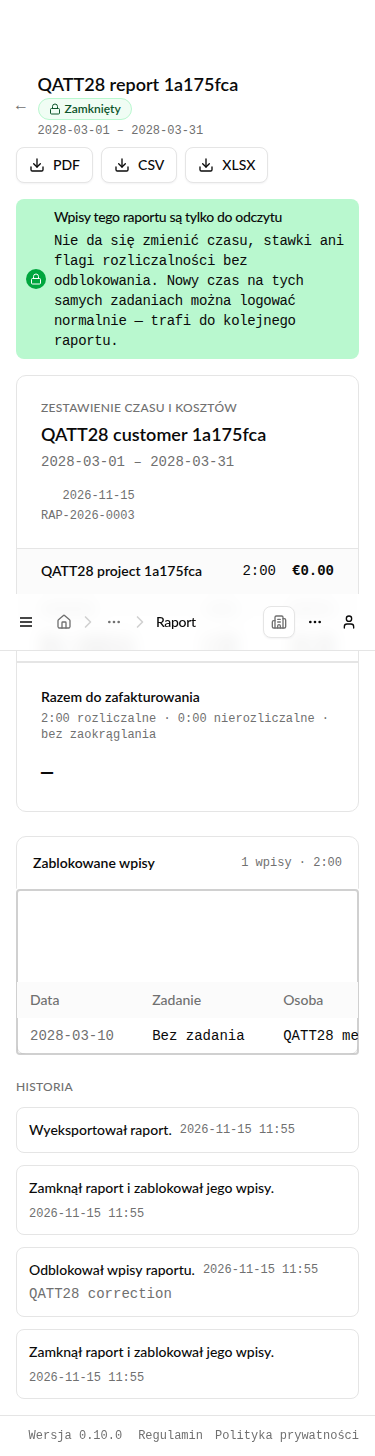 QATT28 report 1a175fca
←
Zamknięty
2028-03-01 – 2028-03-31
PDF CSV XLSX
Wpisy tego raportu są tylko do odczytu
Nie da się zmienić czasu, stawki ani
flagi rozliczalności bez
odblokowania. Nowy czas na tych
samych zadaniach można logować
normalnie — trafi do kolejnego
raportu.
ZESTAWIENIE CZASU I KOSZTÓW
QATT28 customer 1a175fca
2028-03-01 – 2028-03-31
2026-11-15
RAP-2026-0003
QATT28 project 1a175fca 2:00 €0.00
Raport
Razem do zafakturowania
2:00 rozliczalne · 0:00 nierozliczalne ·
bez zaokrąglania
—
Zablokowane wpisy 1 wpisy · 2:00
Data Zadanie Osoba
2028-03-10 Bez zadania QATT28 me
HISTORIA
Wyeksportował raport. 2026-11-15 11:55
Zamknął raport i zablokował jego wpisy.
2026-11-15 11:55
Odblokował wpisy raportu. 2026-11-15 11:55
QATT28 correction
Zamknął raport i zablokował jego wpisy.
2026-11-15 11:55
Wersja 0.10.0 Regulamin Polityka prywatności